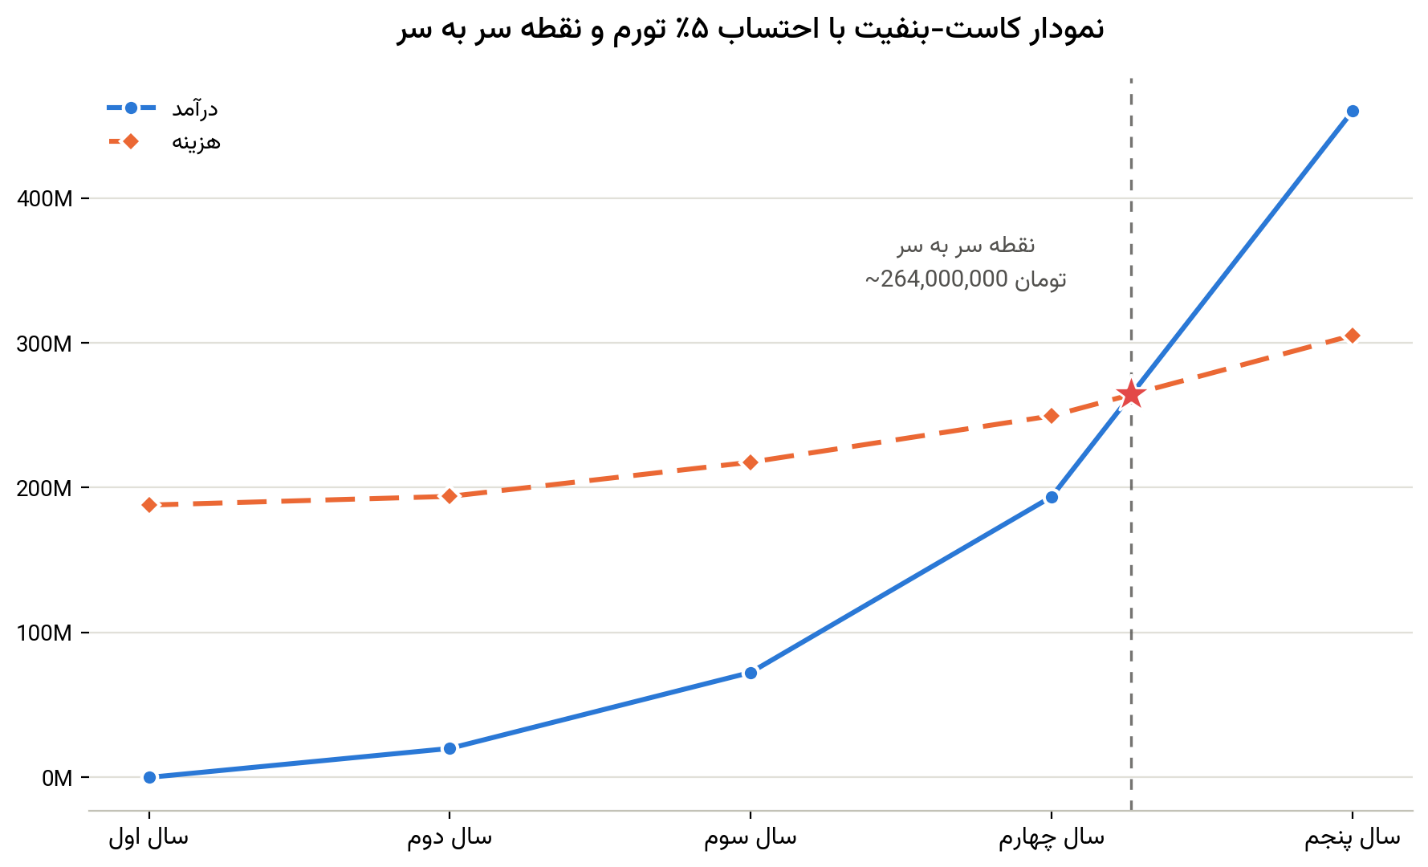 نمودار کاست-بنفیت با احتساب ۵٪ تورم و نقطه سر به سر
درآمد
هزینه
400M
300M
200M
100M
0M
نقطه سر به سر
~264,000,000 تومان
سال اول
سال دوم
سال سوم
سال چهارم
سال پنجم